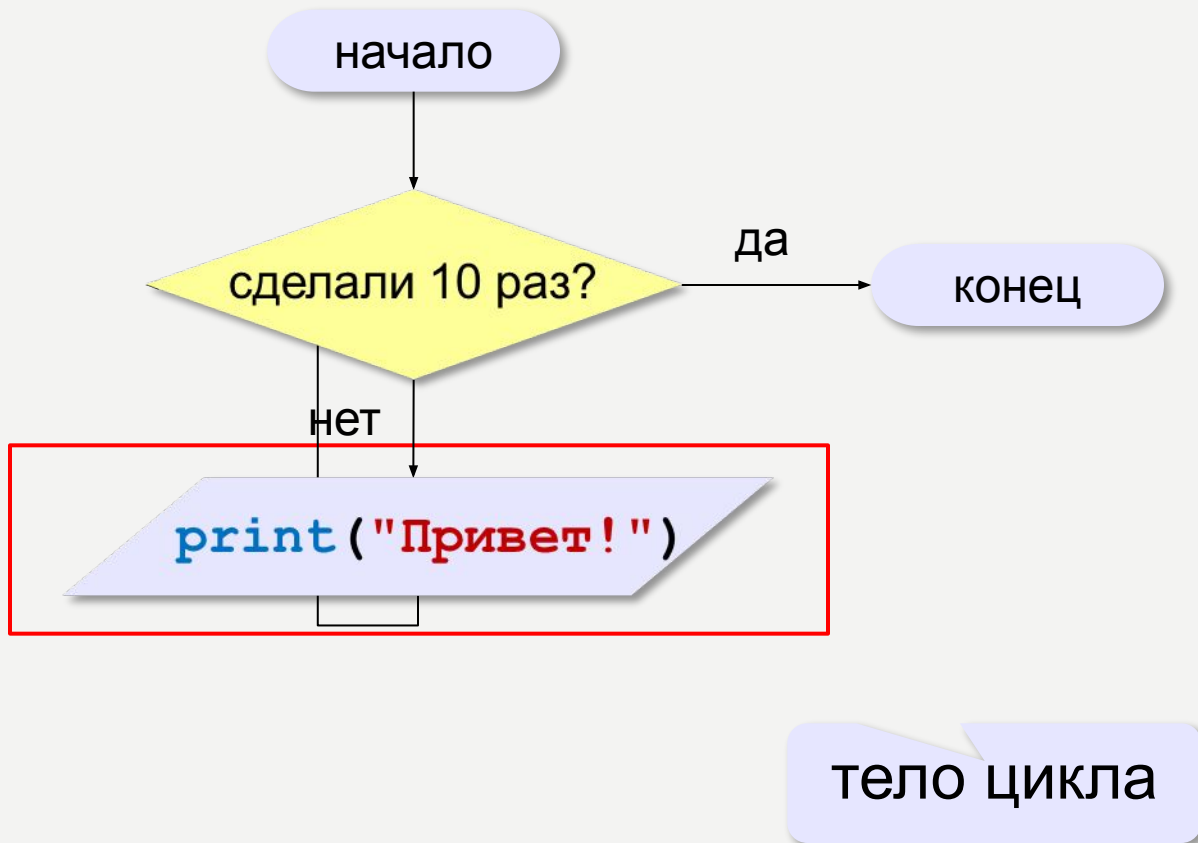 начало
сделали 10 раз?
да
конец
нет
print("Привет!")
тело цикла